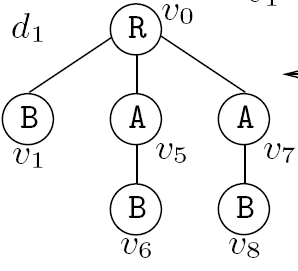 d₁ R v₀
B A A
v₁ v₅ v₇
B B
v₆ v₈